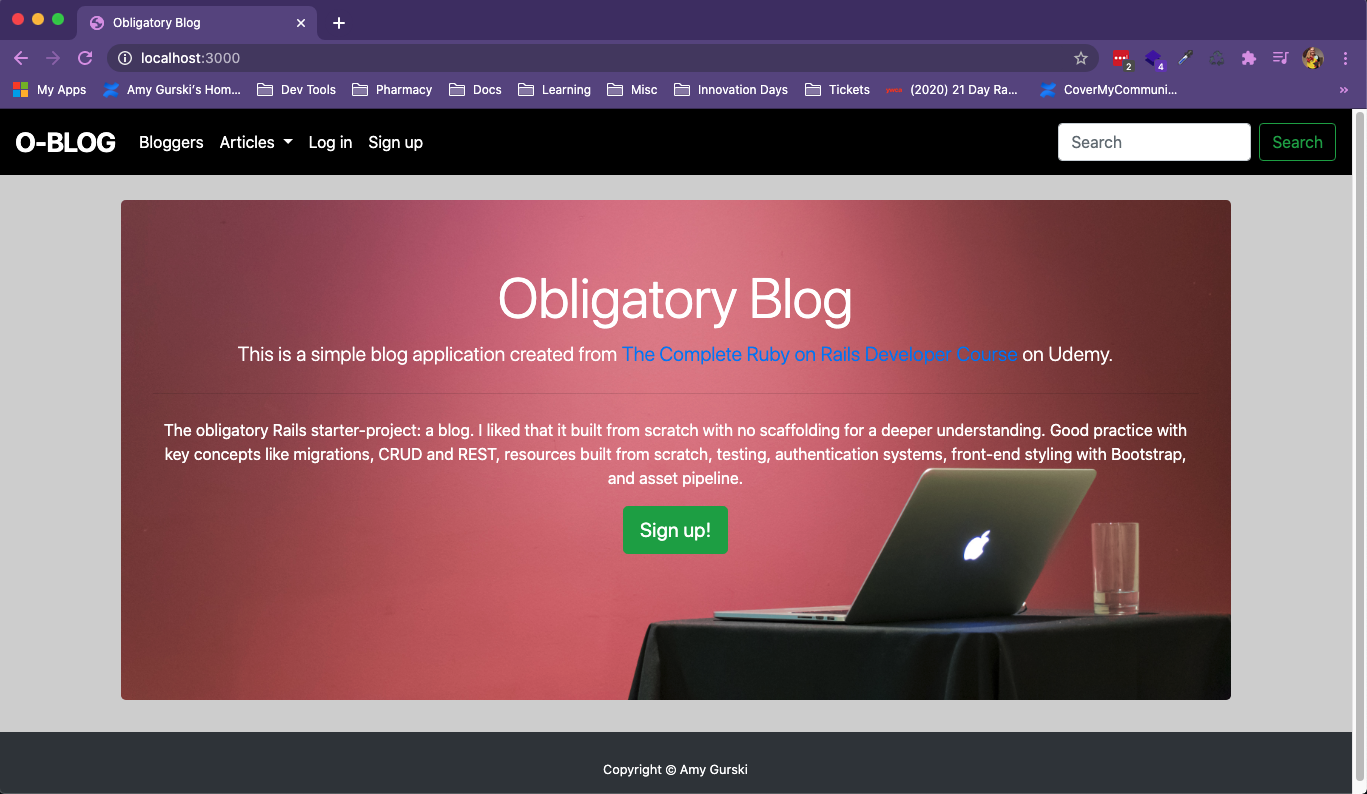 Obligatory Blog
localhost:3000
2
4
My Apps
Amy Gurski's Hom...
Dev Tools
Pharmacy
Docs
Learning
Misc
Innovation Days
Tickets
(2020) 21 Day Ra...
CoverMyCommuni...
»
O-BLOG
Bloggers
Articles
Log in
Sign up
Search
Search
Obligatory Blog
This is a simple blog application created from The Complete Ruby on Rails Developer Course on Udemy.
The obligatory Rails starter-project: a blog. I liked that it built from scratch with no scaffolding for a deeper understanding. Good practice with
key concepts like migrations, CRUD and REST, resources built from scratch, testing, authentication systems, front-end styling with Bootstrap,
and asset pipeline.
Sign up!
Copyright © Amy Gurski